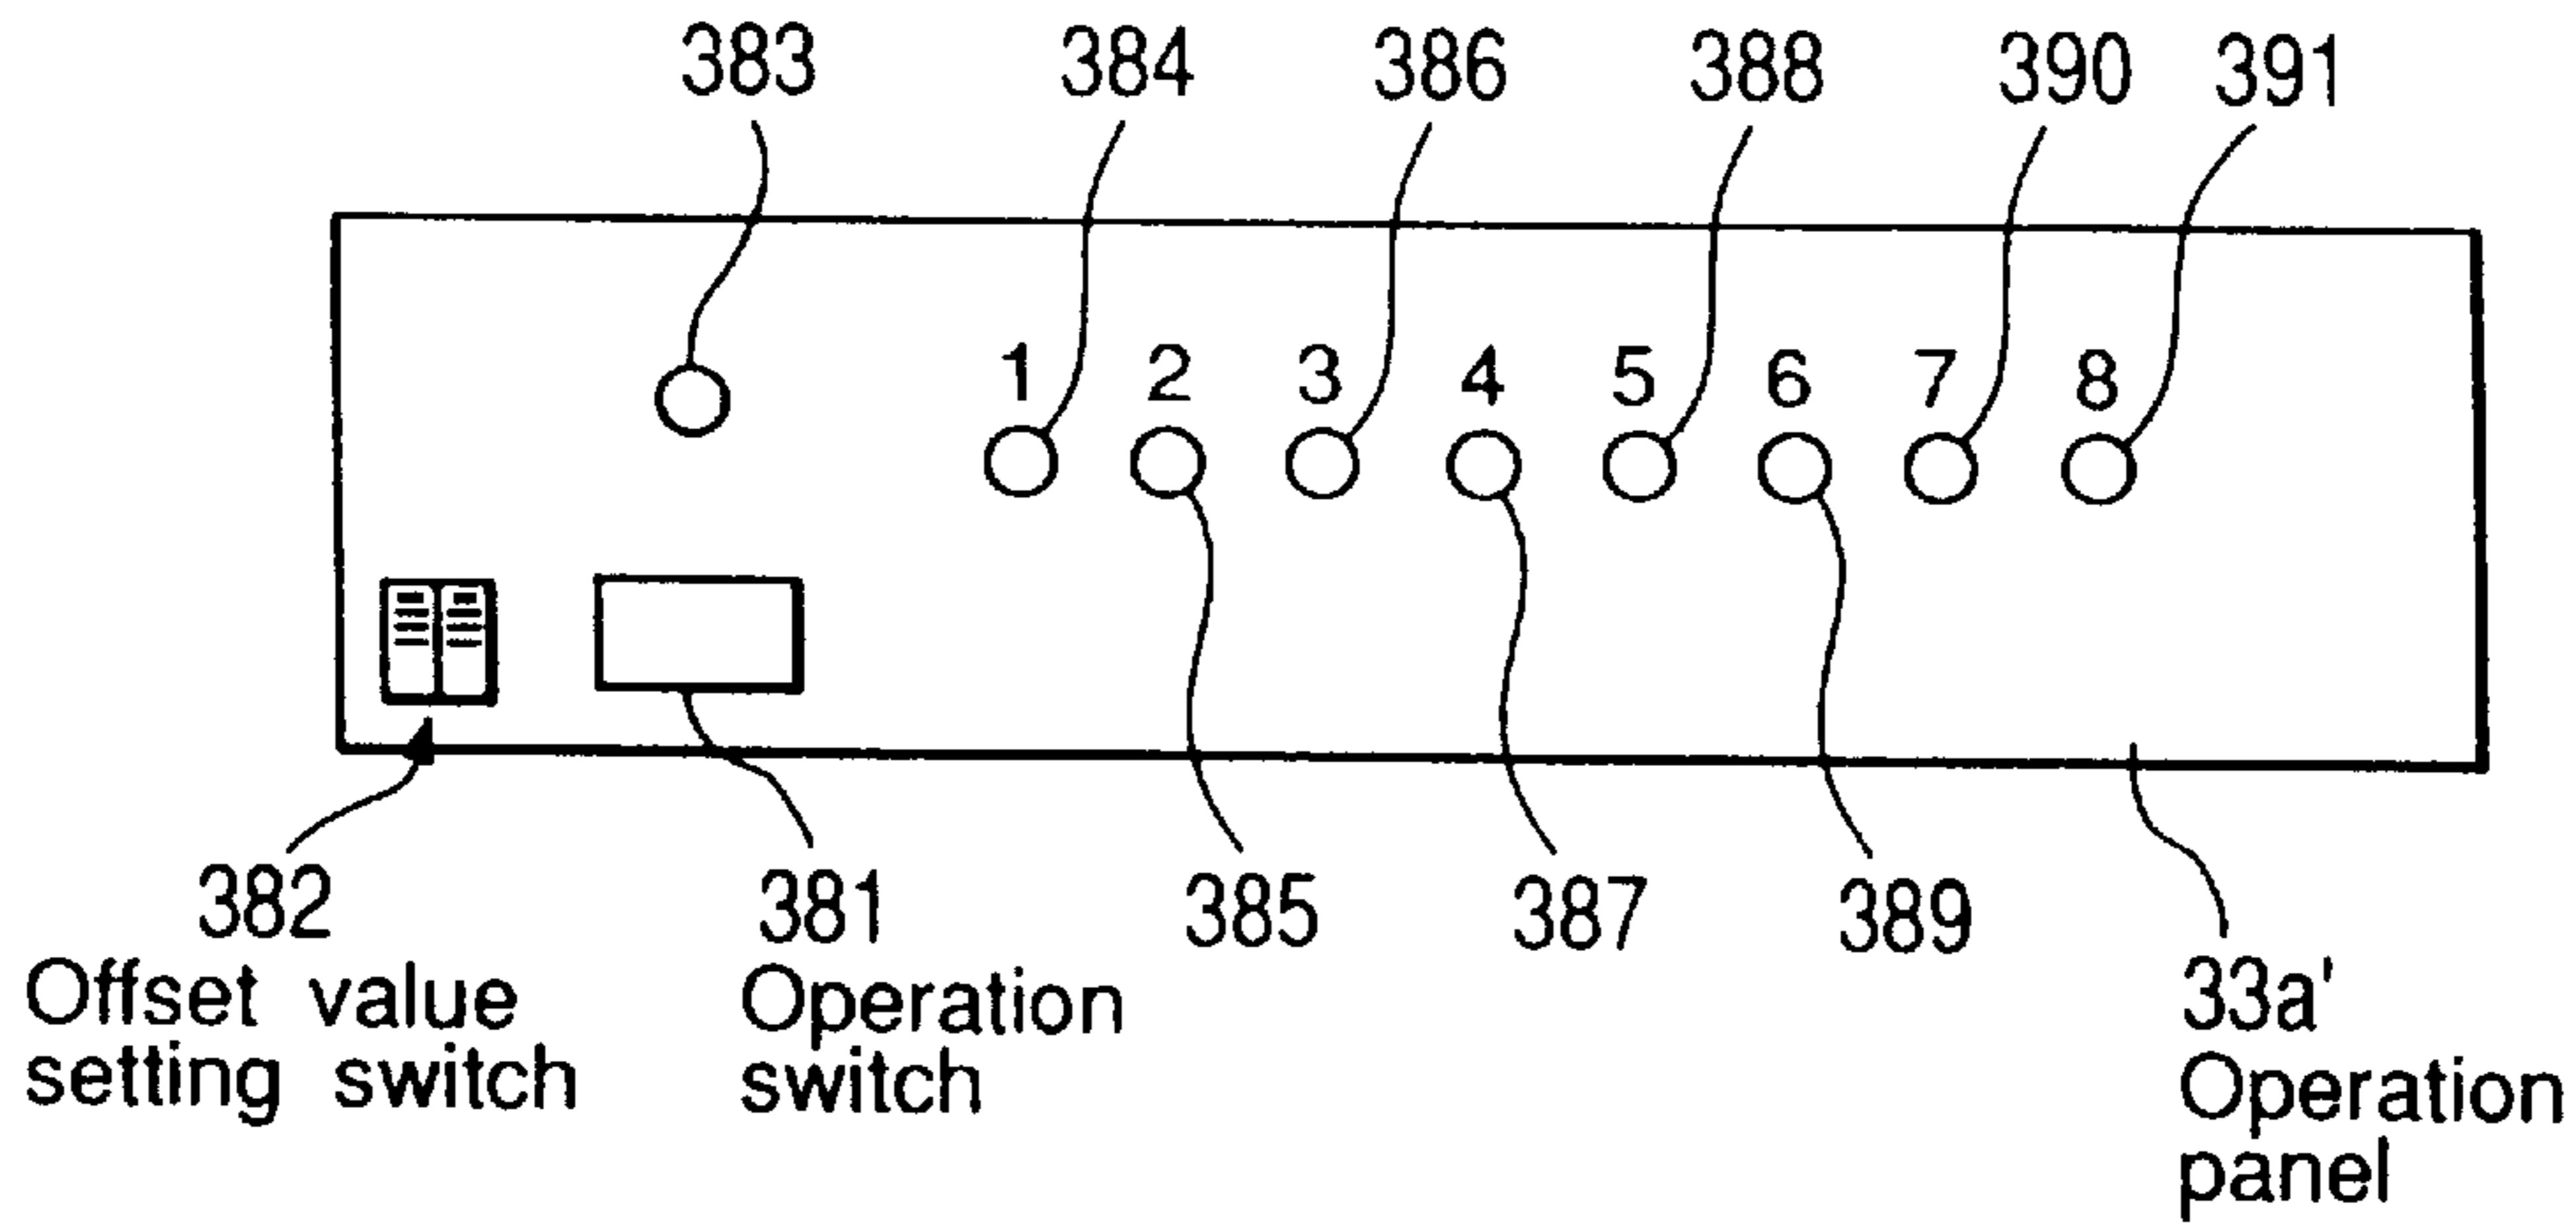 383 384 386 388 390 391
1 2 3 4 5 6 7 8
382 381 385 387 389 33a'
Offset value Operation Operation
setting switch switch panel